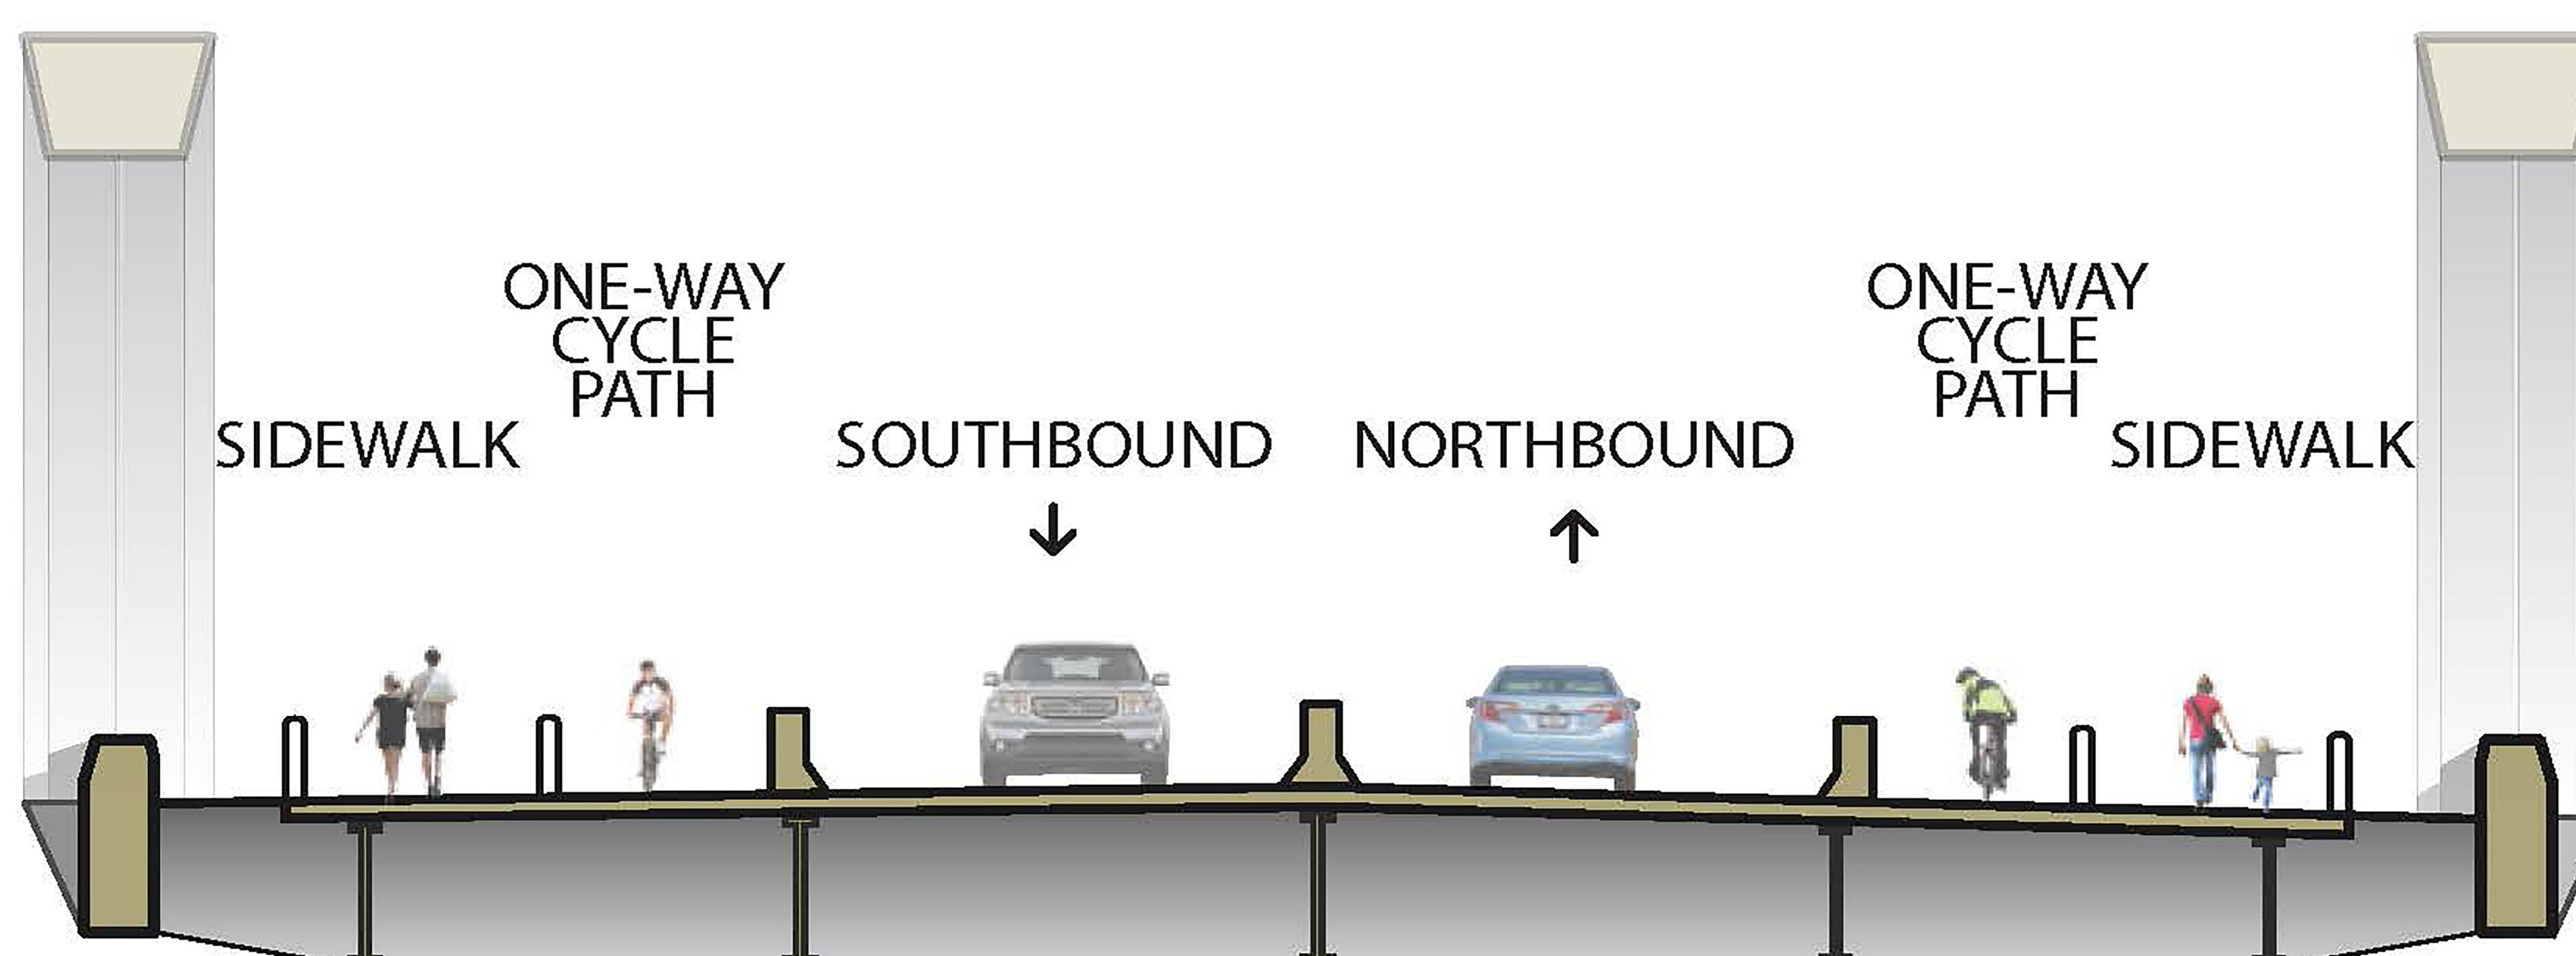 ONE-WAY
CYCLE
PATH
SIDEWALK
SOUTHBOUND
NORTHBOUND
ONE-WAY
CYCLE
PATH
SIDEWALK